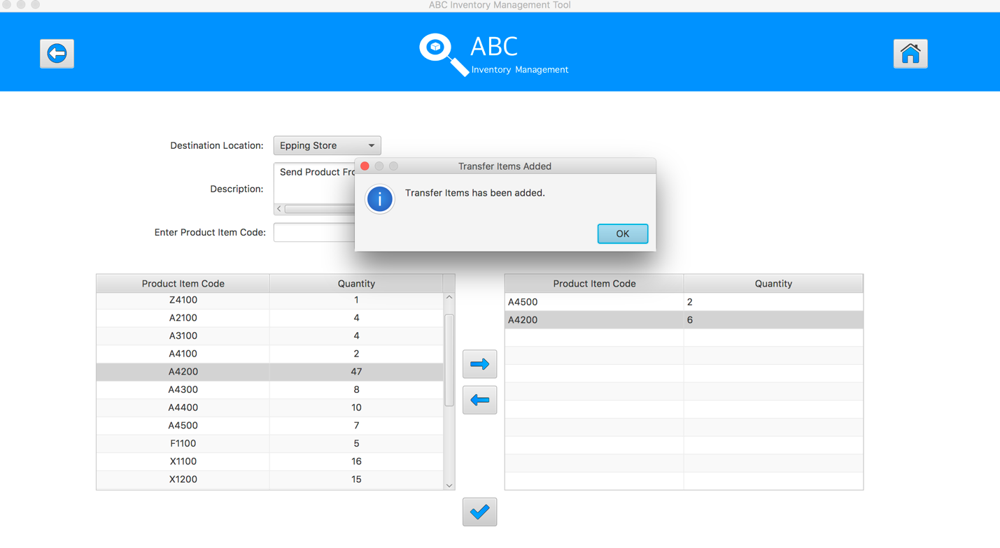 ABC Inventory Management Tool
ABC
Inventory Management
Destination Location: Epping Store
Transfer Items Added
Send Product
Description:
Transfer Items has been added.
OK
Enter Product Item Code:
Product Item Code Quantity
Z4100 1
A2100 4
A3100 4
A4100 2
A4200 47
A4300 8
A4400 10
A4500 7
F1100 5
X1100 16
X1200 15
Product Item Code Quantity
A4500 2
A4200 6